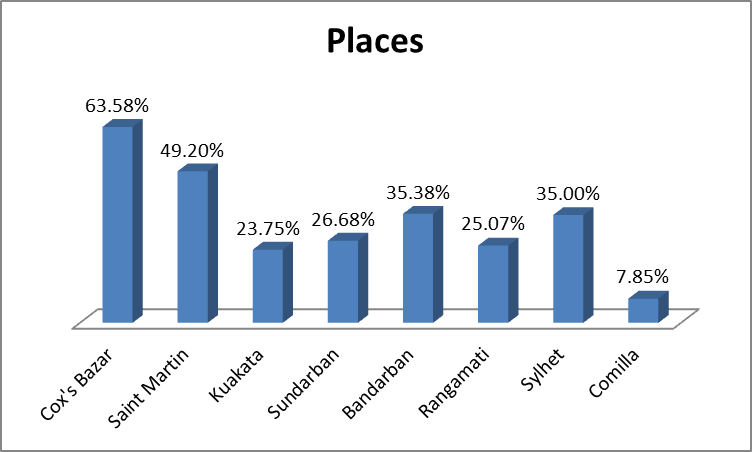 Places
63.58%
49.20%
23.75%
26.68%
35.38%
25.07%
35.00%
7.85%
Cox's Bazar
Saint Martin
Kuakata
Sundarban
Bandarban
Rangamati
Sylhet
Comilla